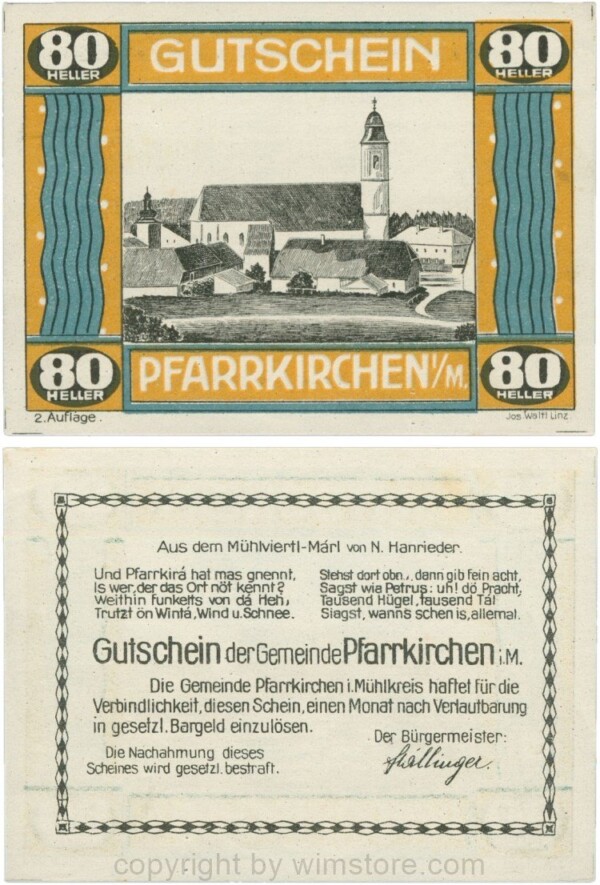 80 HELLER
GUTSCHEIN
80 HELLER
80 HELLER
PFARRKIRCHEN I/M.
80 HELLER
2. Auflage.
Jos. Waltl Linz
Aus dem Mühlviertl-Márl von N. Hanrieder.
Und Pfarrkirá hat mas gnennt,
Is wer, der das Ort nöt kennt?
Weithin funkelts von dá Heh,
Trutzt ön Wintá, Wind u. Schnee.
Stehst dort obn, dann gib fein acht,
Sagst wia Petrus: uh! dö Pracht,
Tausend Hügel, tausend Tál
Siagst, wanns schen is, allemal.
Gutschein der Gemeinde Pfarrkirchen i.M.
Die Gemeinde Pfarrkirchen i. Mühlkreis haftet für die
Verbindlichkeit, diesen Schein, einen Monat nach Verlautbarung
in gesetzl. Bargeld einzulösen.
Der Bürgermeister:
Die Nachahmung dieses
Scheines wird gesetzl. bestraft.
copyright by wimstore.com